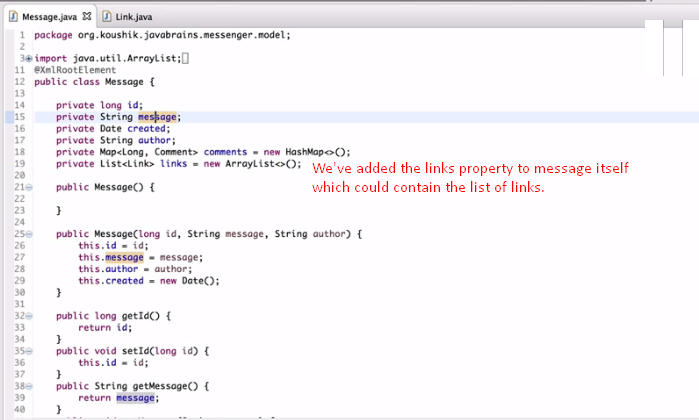 Message.java Link.java
1 package org.koushik.javabrains.messenger.model;
2
3 import java.util.ArrayList;
11 @XmlRootElement
12 public class Message {
13
14 private long id;
15 private String message;
16 private Date created;
17 private String author;
18 private Map<Long, Comment> comments = new HashMap<>();
19 private List<Link> links = new ArrayList<>();
We've added the links property to message itself
which could contain the list of links.
20
21 public Message() {
22
23 }
24
25 public Message(long id, String message, String author) {
26 this.id = id;
27 this.message = message;
28 this.author = author;
29 this.created = new Date();
30 }
31
32 public long getId() {
33 return id;
34 }
35 public void setId(long id) {
36 this.id = id;
37 }
38 public String getMessage() {
39 return message;
40 }